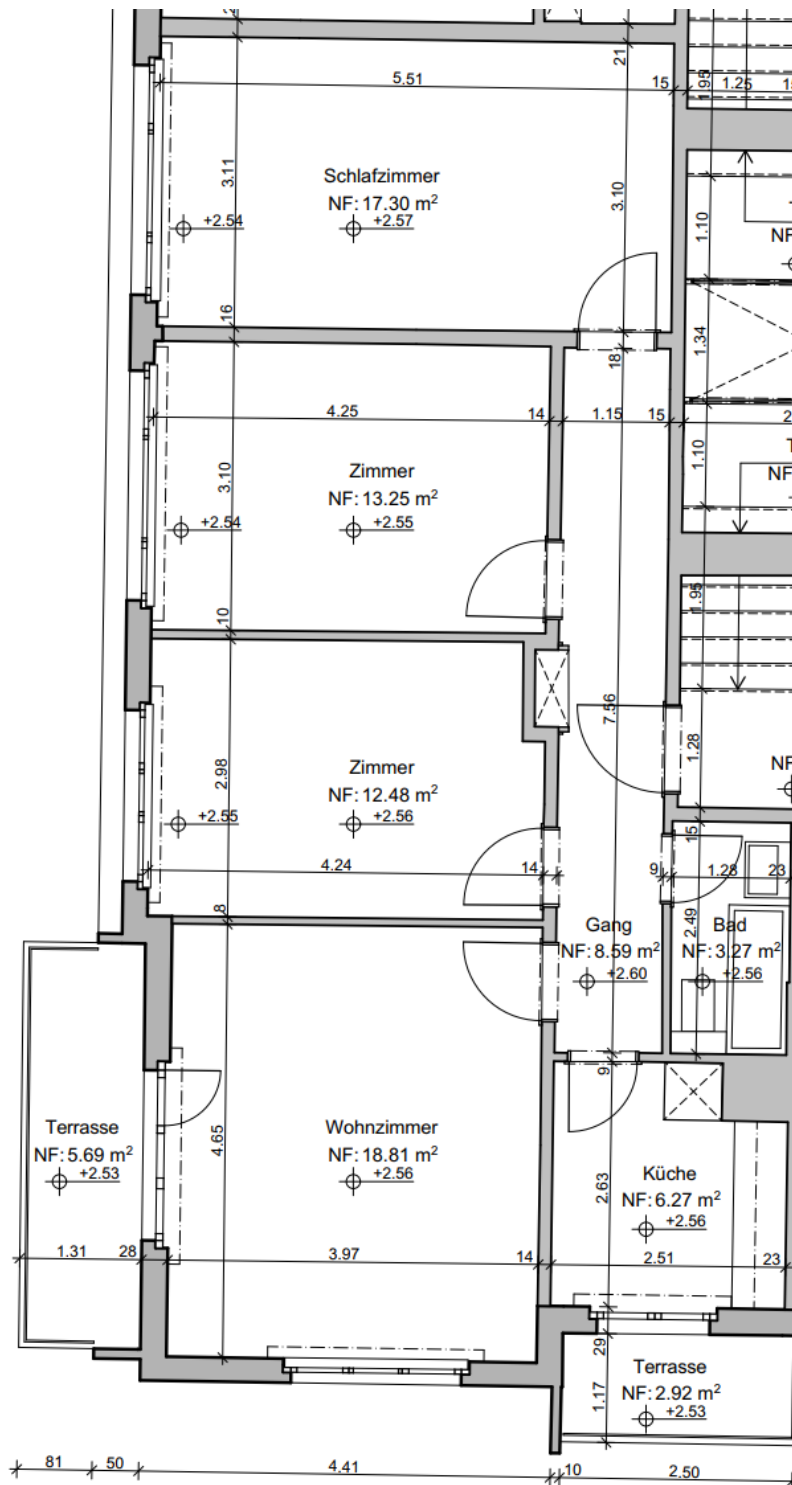 21
5.51
15
1.95
1.25
15
Schlafzimmer
NF: 17.30 m²
3.11
3.10
+2.54
+2.57
1.10
NF
16
18
1.34
4.25
14
1.15
15
2
Zimmer
NF: 13.25 m²
3.10
+2.54
+2.55
1.10
T
NF
10
1.95
7.56
1.28
Zimmer
NF: 12.48 m²
2.98
+2.55
+2.56
NF
4.24
14
15
9
1.28
23
8
2.49
Gang
NF: 8.59 m²
+2.60
Bad
NF: 3.27 m²
+2.56
9
Terrasse
NF: 5.69 m²
+2.53
4.65
Wohnzimmer
NF: 18.81 m²
+2.56
Küche
NF: 6.27 m²
+2.56
2.63
1.31
28
3.97
14
2.51
23
29
Terrasse
NF: 2.92 m²
+2.53
1.17
81
50
4.41
10
2.50